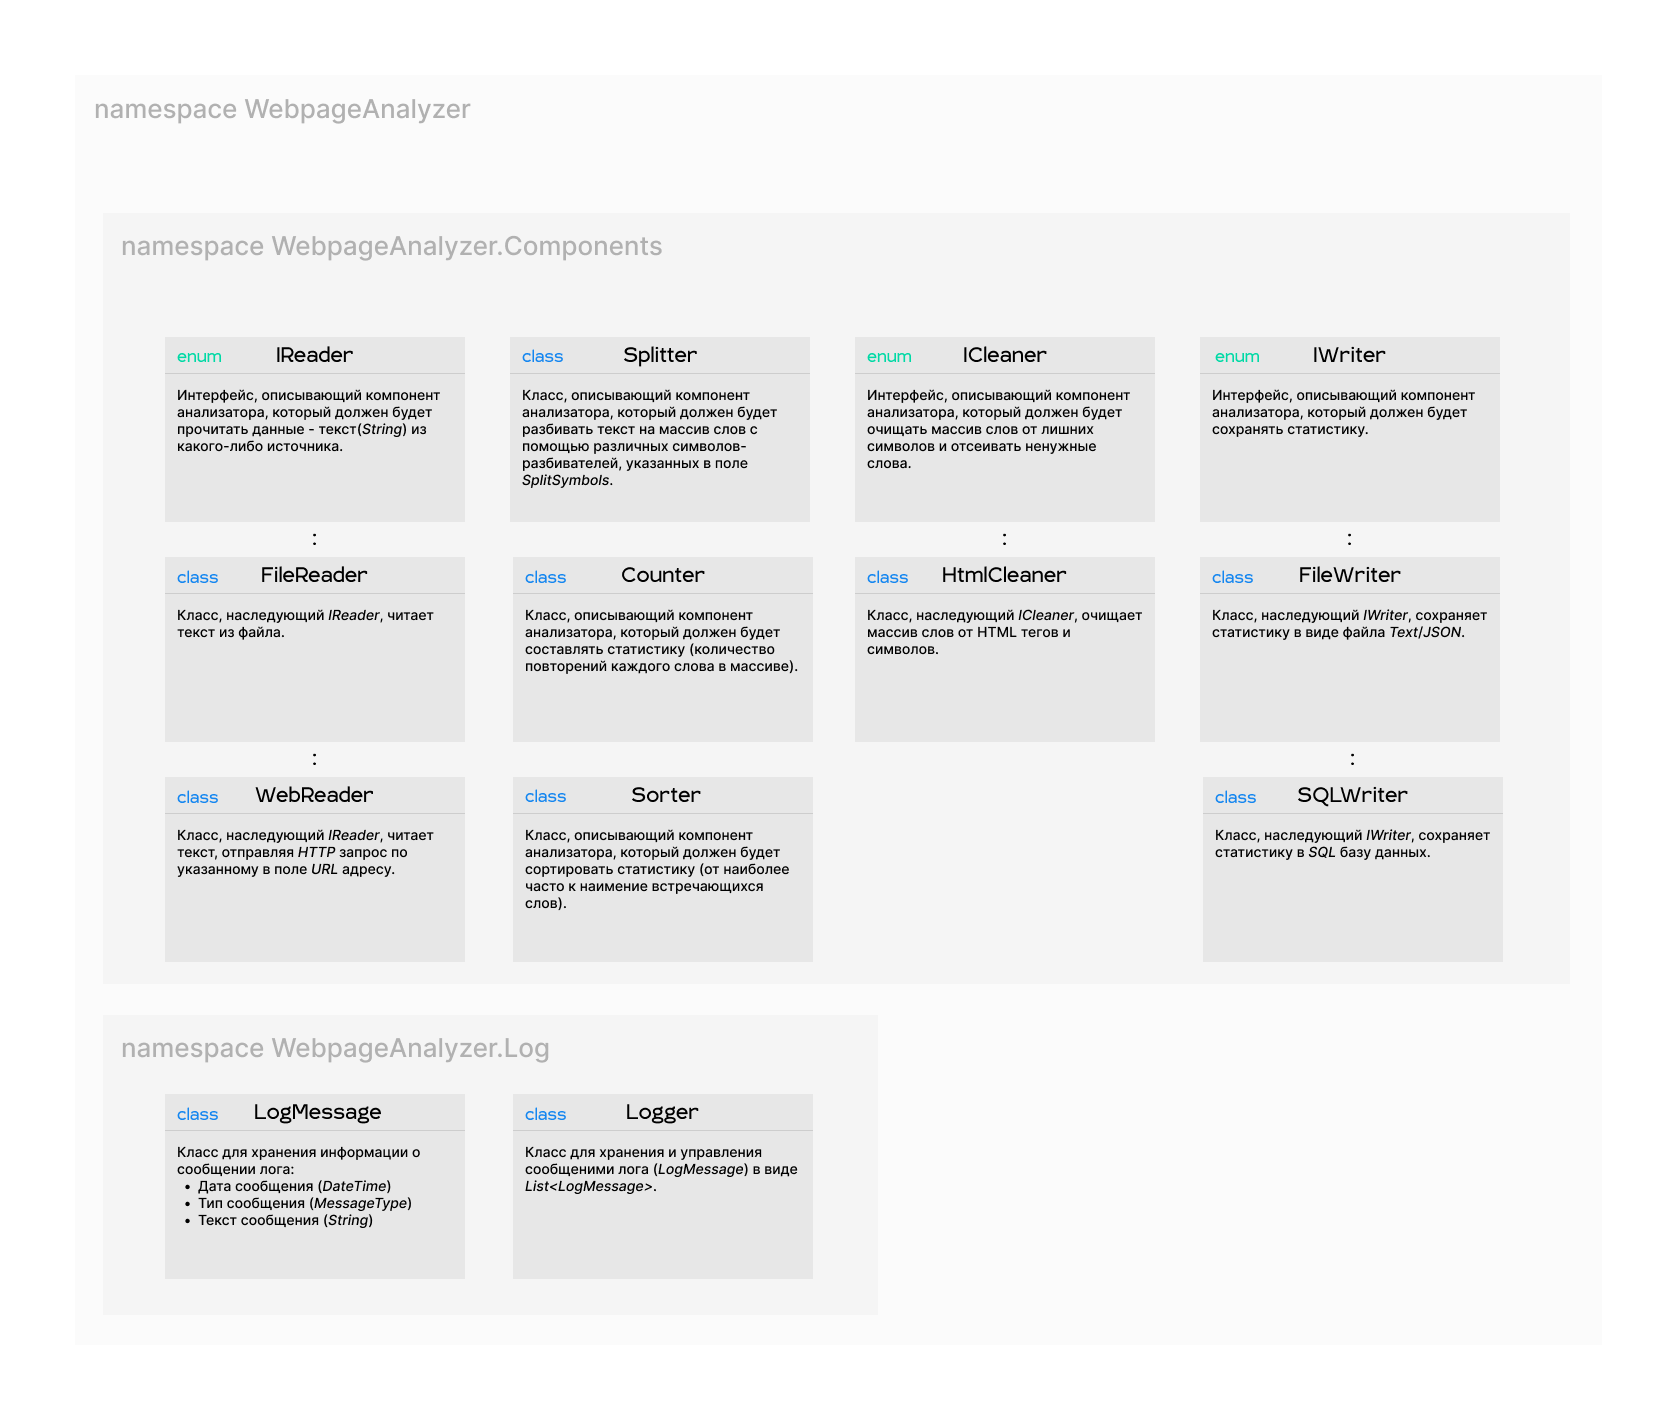 namespace WebpageAnalyzer
namespace WebpageAnalyzer.Components
enum IReader
Интерфейс, описывающий компонент
анализатора, который должен будет
прочитать данные - текст(String) из
какого-либо источника.
class Splitter
Класс, описывающий компонент
анализатора, который должен будет
разбивать текст на массив слов с
помощью различных символов-
разбивателей, указанных в поле
SplitSymbols.
enum ICleaner
Интерфейс, описывающий компонент
анализатора, который должен будет
очищать массив слов от лишних
символов и отсеивать ненужные
слова.
enum IWriter
Интерфейс, описывающий компонент
анализатора, который должен будет
сохранять статистику.
:
:
:
class FileReader
Класс, наследующий IReader, читает
текст из файла.
class Counter
Класс, описывающий компонент
анализатора, который должен будет
составлять статистику (количество
повторений каждого слова в массиве).
class HtmlCleaner
Класс, наследующий ICleaner, очищает
массив слов от HTML тегов и
символов.
class FileWriter
Класс, наследующий IWriter, сохраняет
статистику в виде файла Text/JSON.
:
:
class WebReader
Класс, наследующий IReader, читает
текст, отправляя HTTP запрос по
указанному в поле URL адресу.
class Sorter
Класс, описывающий компонент
анализатора, который должен будет
сортировать статистику (от наиболее
часто к наимение встречающихся
слов).
class SQLWriter
Класс, наследующий IWriter, сохраняет
статистику в SQL базу данных.
namespace WebpageAnalyzer.Log
class LogMessage
Класс для хранения информации о
сообщении лога:
• Дата сообщения (DateTime)
• Тип сообщения (MessageType)
• Текст сообщения (String)
class Logger
Класс для хранения и управления
сообщеними лога (LogMessage) в виде
List<LogMessage>.